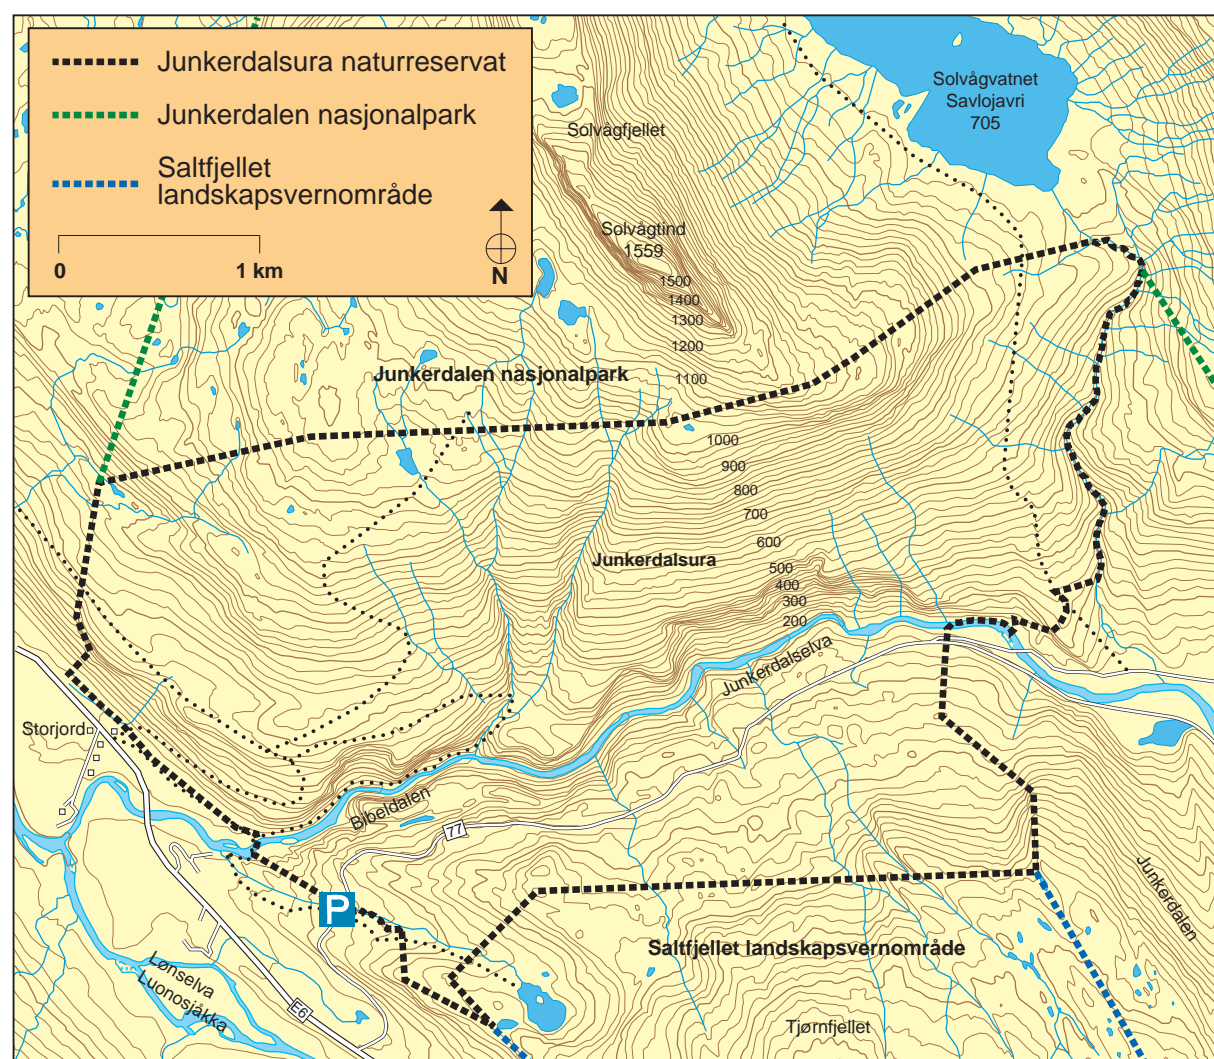 Junkerdalsura naturreservat
Junkerdalen nasjonalpark
Saltfjellet
landskapsvernområde
0
1 km
N
Solvågvatnet
Savlojavri
705
Solvågfjellet
Solvågtind
1559
1500
1400
1300
1200
1100
Junkerdalen nasjonalpark
1000
900
800
700
600
500
400
300
200
Junkerdalsura
Junkerdalselva
Storjord
Bibeldalen
77
P
Junkerdalen
Saltfjellet landskapsvernområde
Lønselva
Luonosjåkka
E6
Tjørnfjellet